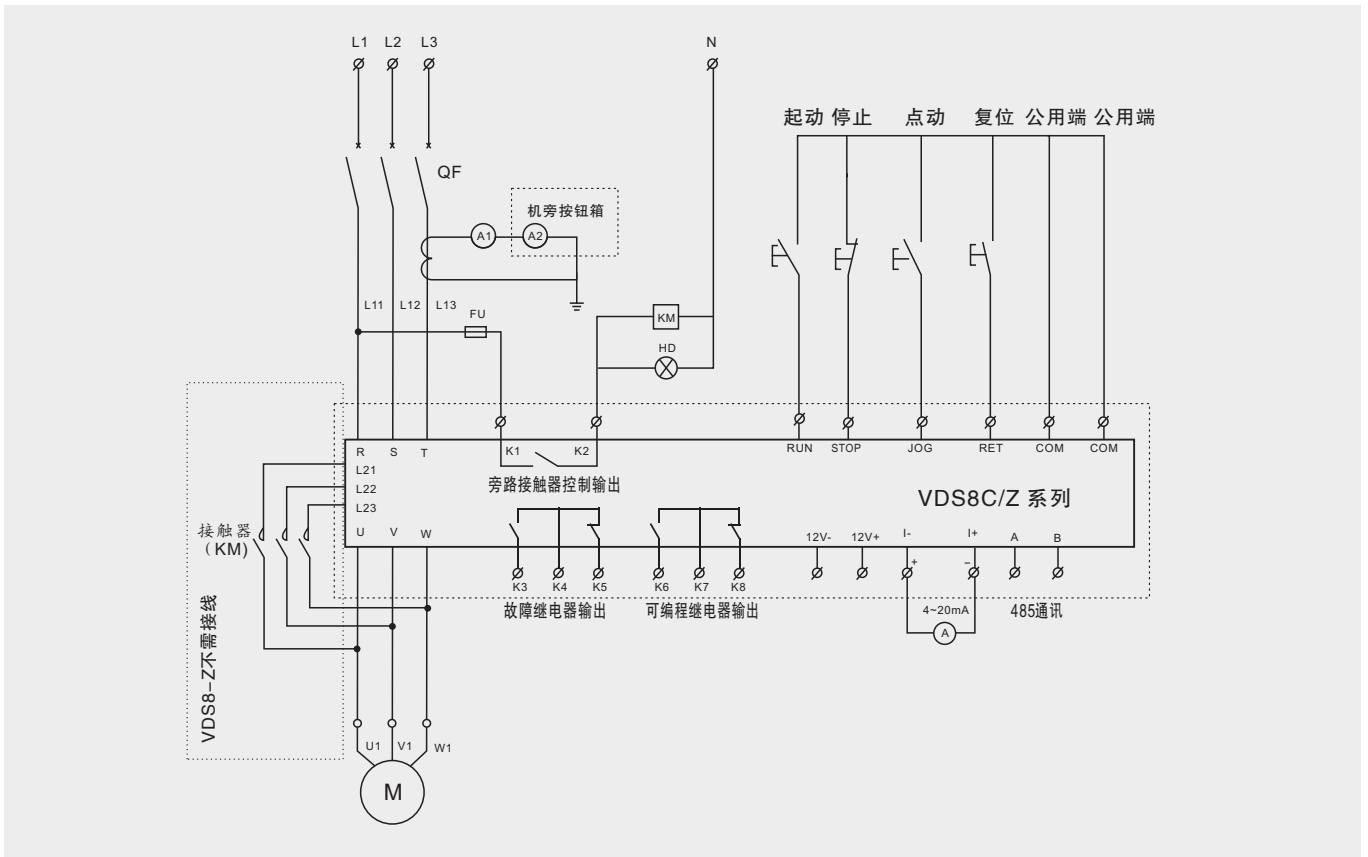 L1 L2 L3 N
起动 停止 点动 复位 公用端 公用端
QF
机旁按钮箱
A1 A2
L11 L12 L13
FU
KM
HD
K1 K2
RUN STOP JOG RET COM COM
R S T
L21
L22
L23
旁路接触器控制输出
VDS8C/Z 系列
接触器
(KM)
U V W
12V- 12V+ I- I+ A B
+ −
K3 K4 K5 K6 K7 K8
故障继电器输出 可编程继电器输出
4~20mA
485通讯
A
VDS8-Z不需接线
U1 V1 W1
M